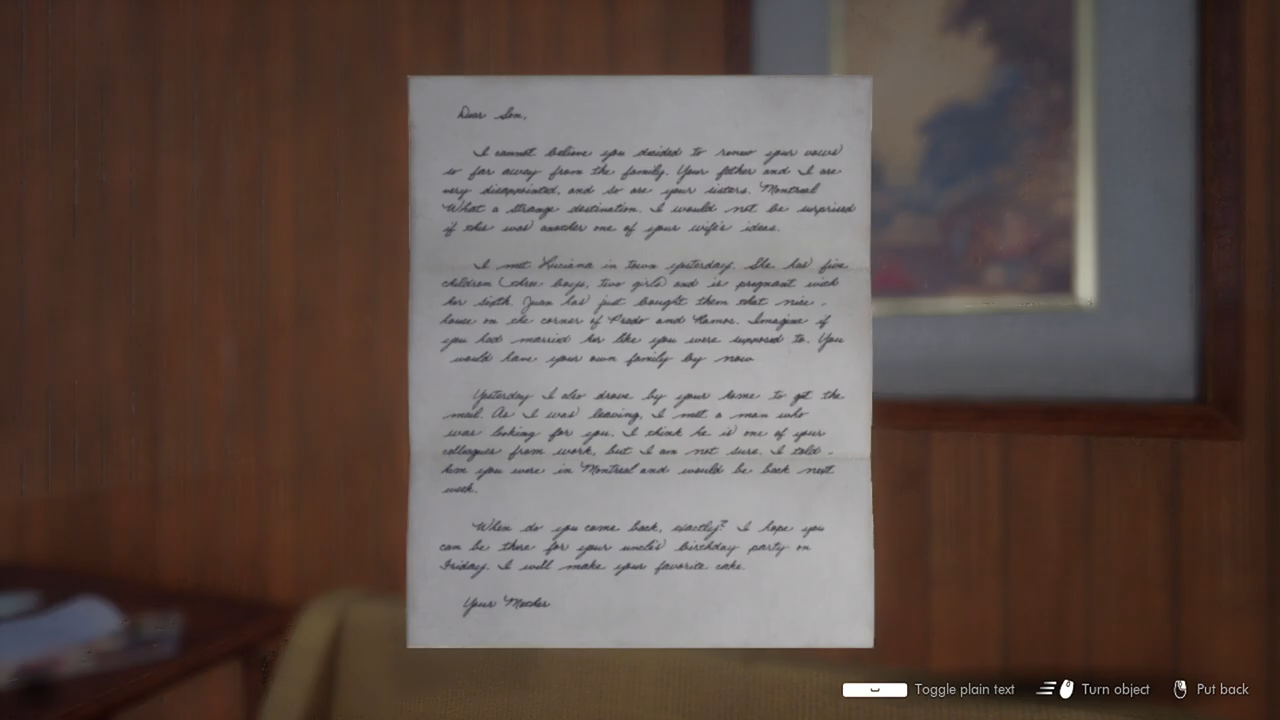 Dear Son,
I cannot believe you decided to renew your vows
so far away from the family. Your father and I are
very disappointed, and so are your sisters. Montreal
What a strange destination. I would not be surprised
if this was another one of your wife's ideas.
I met Luciana in town yesterday. She has five
children (three boys, two girls) and is pregnant with
her sixth. Juan has just bought them that nice
house on the corner of Prado and Ramos. Imagine if
you had married her like you were supposed to. You
would have your own family by now.
Yesterday I also drove by your home to get the
mail. As I was leaving, I met a man who
was looking for you. I think he is one of your
colleagues from work, but I am not sure. I told
him you were in Montreal and would be back next
week.
When do you come back, exactly? I hope you
can be there for your uncle's birthday party on
Friday. I will make your favorite cake.
Your Mother
Toggle plain text
Turn object
Put back